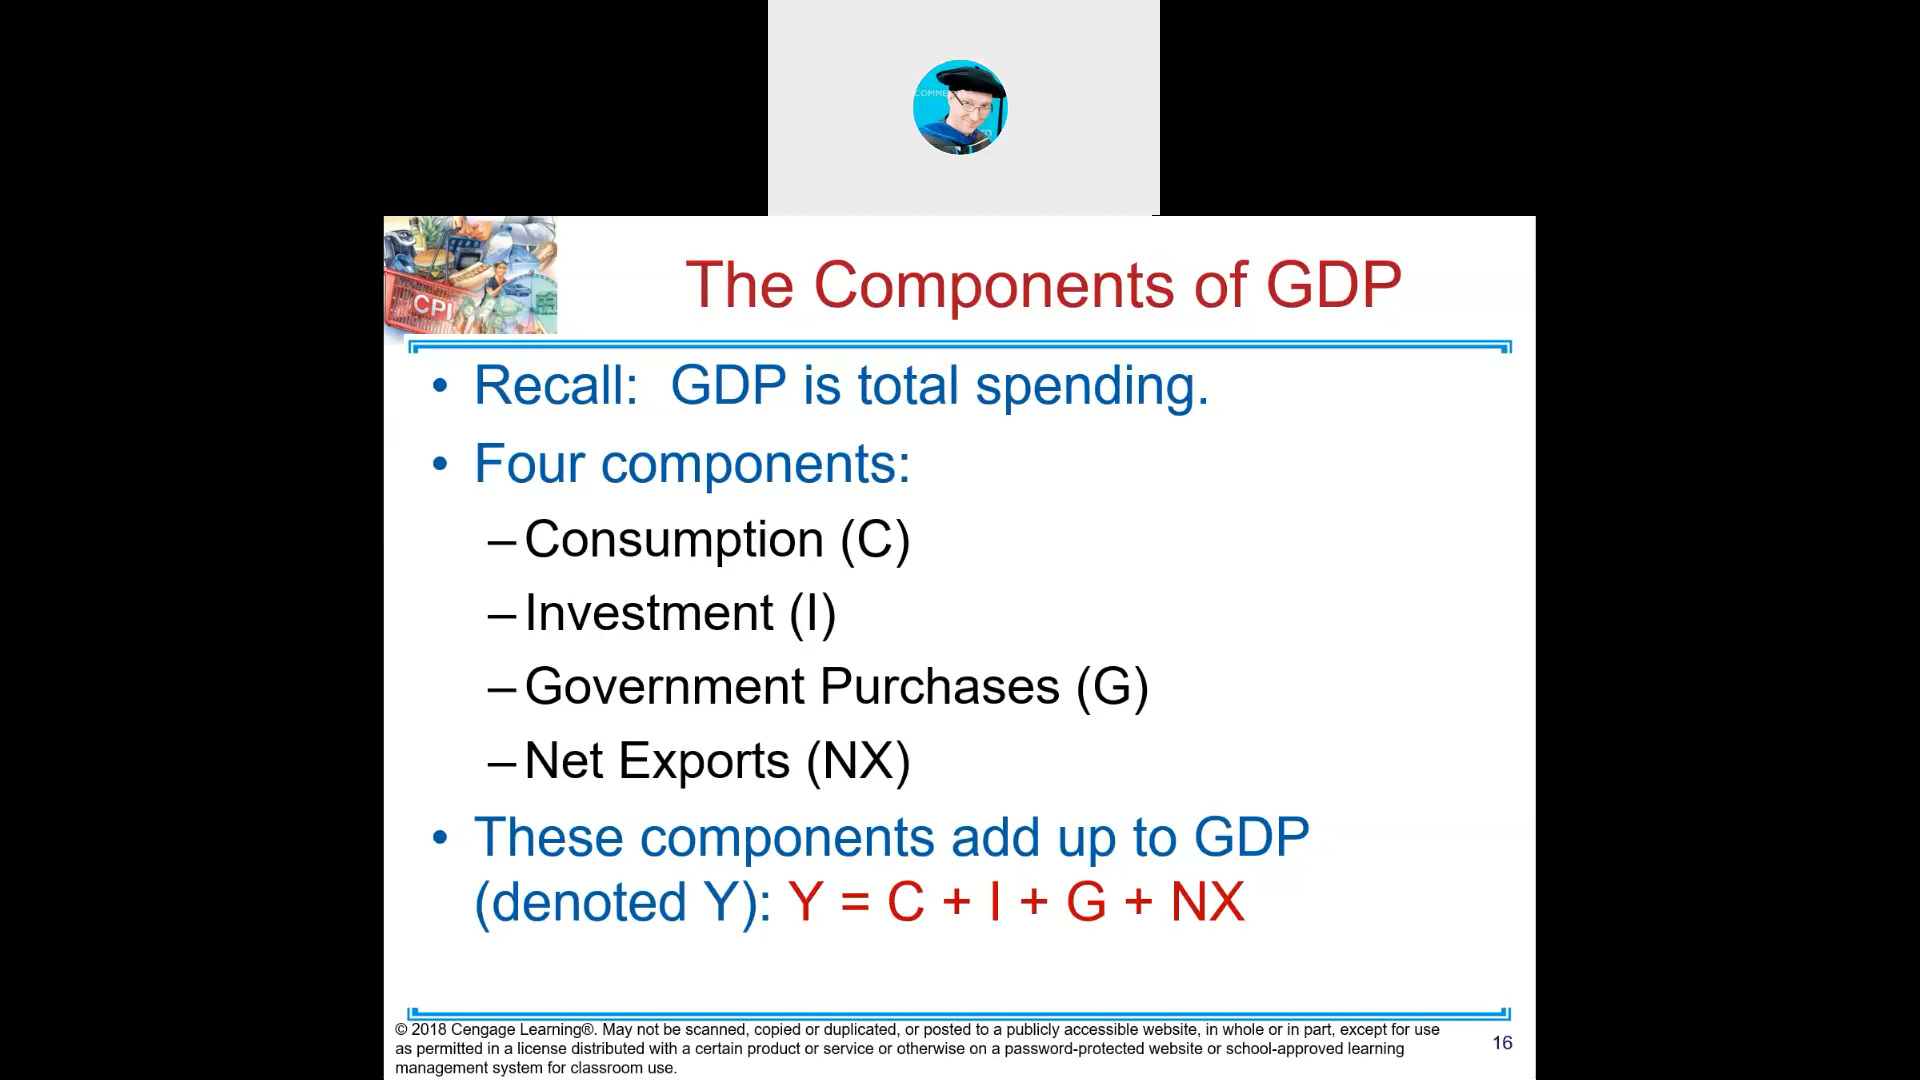 COMME
CPI
The Components of GDP
• Recall:  GDP is total spending.
• Four components:
– Consumption (C)
– Investment (I)
– Government Purchases (G)
– Net Exports (NX)
• These components add up to GDP
(denoted Y): Y = C + I + G + NX
© 2018 Cengage Learning®. May not be scanned, copied or duplicated, or posted to a publicly accessible website, in whole or in part, except for use
as permitted in a license distributed with a certain product or service or otherwise on a password-protected website or school-approved learning
management system for classroom use.
16